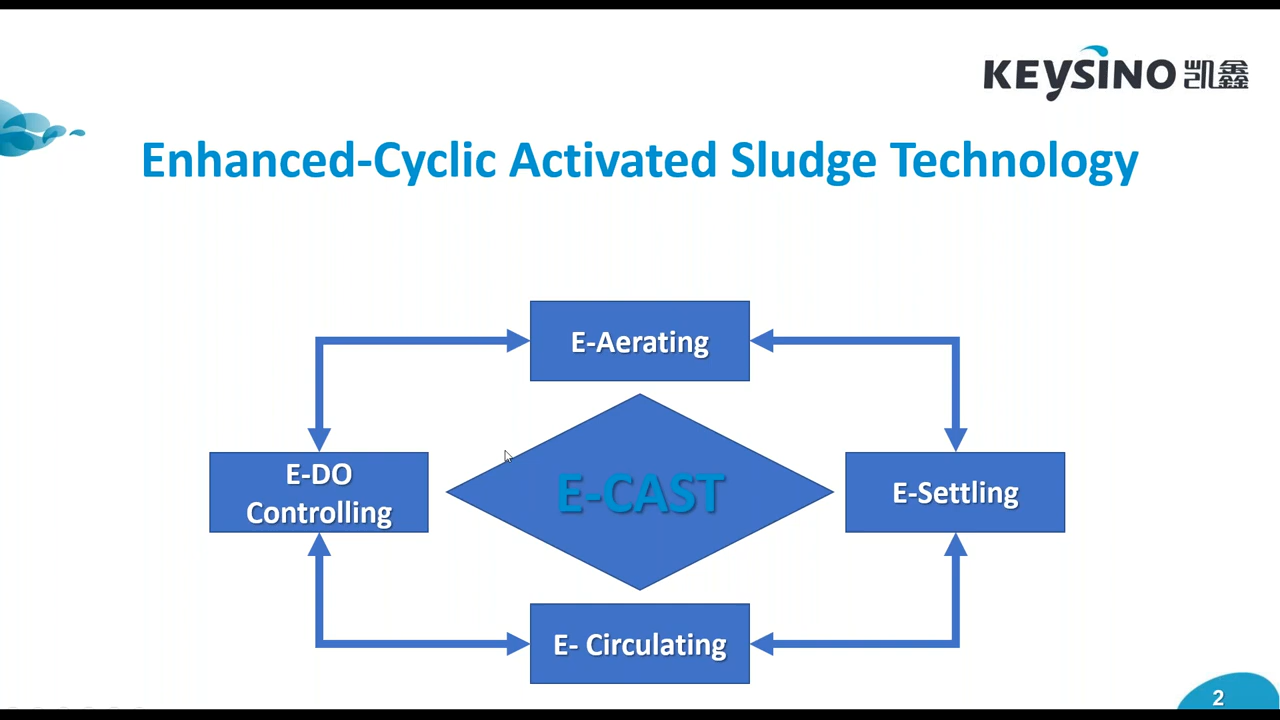 KEYSINO 凯鑫
Enhanced-Cyclic Activated Sludge Technology
E-Aerating
E-DO
Controlling
E-CAST
E-Settling
E- Circulating
2